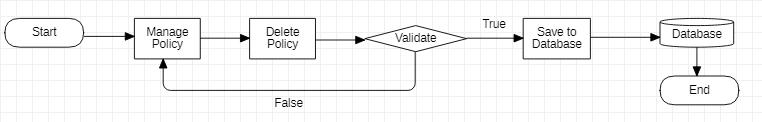 Start
Manage
Policy
Delete
Policy
Validate
True
Save to
Database
Database
End
False